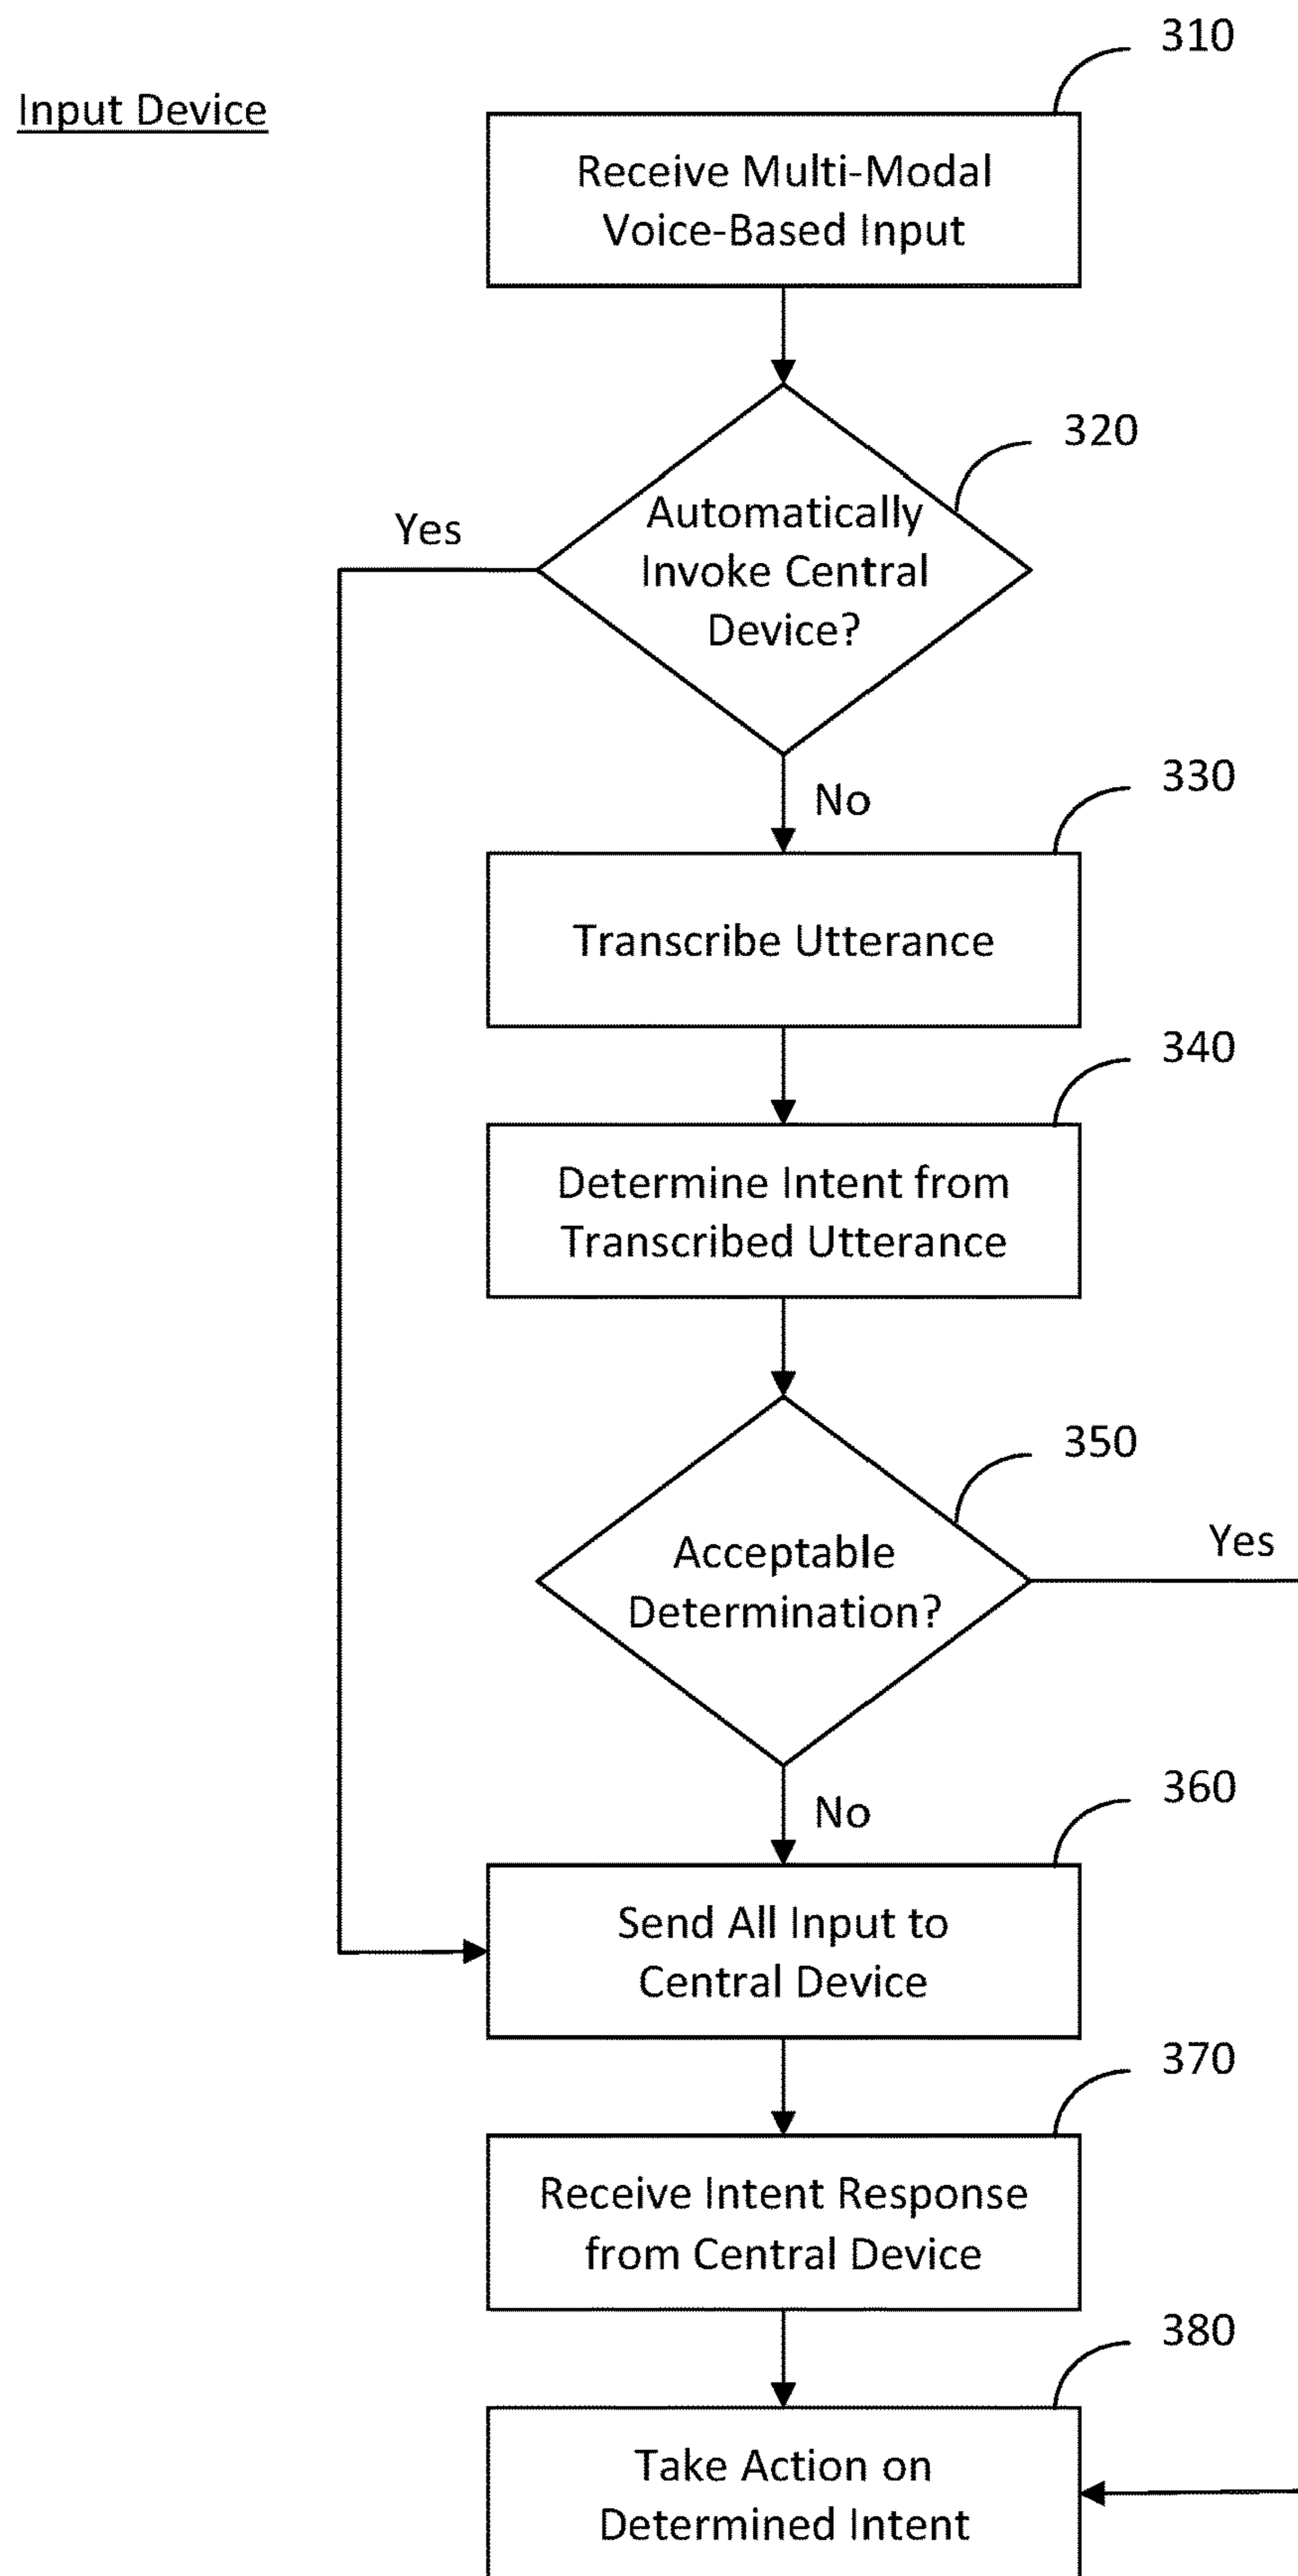 310
Input Device
Receive Multi-Modal
Voice-Based Input
320
Automatically
Invoke Central
Device?
Yes
No
330
Transcribe Utterance
340
Determine Intent from
Transcribed Utterance
350
Acceptable
Determination?
Yes
No
360
Send All Input to
Central Device
370
Receive Intent Response
from Central Device
380
Take Action on
Determined Intent